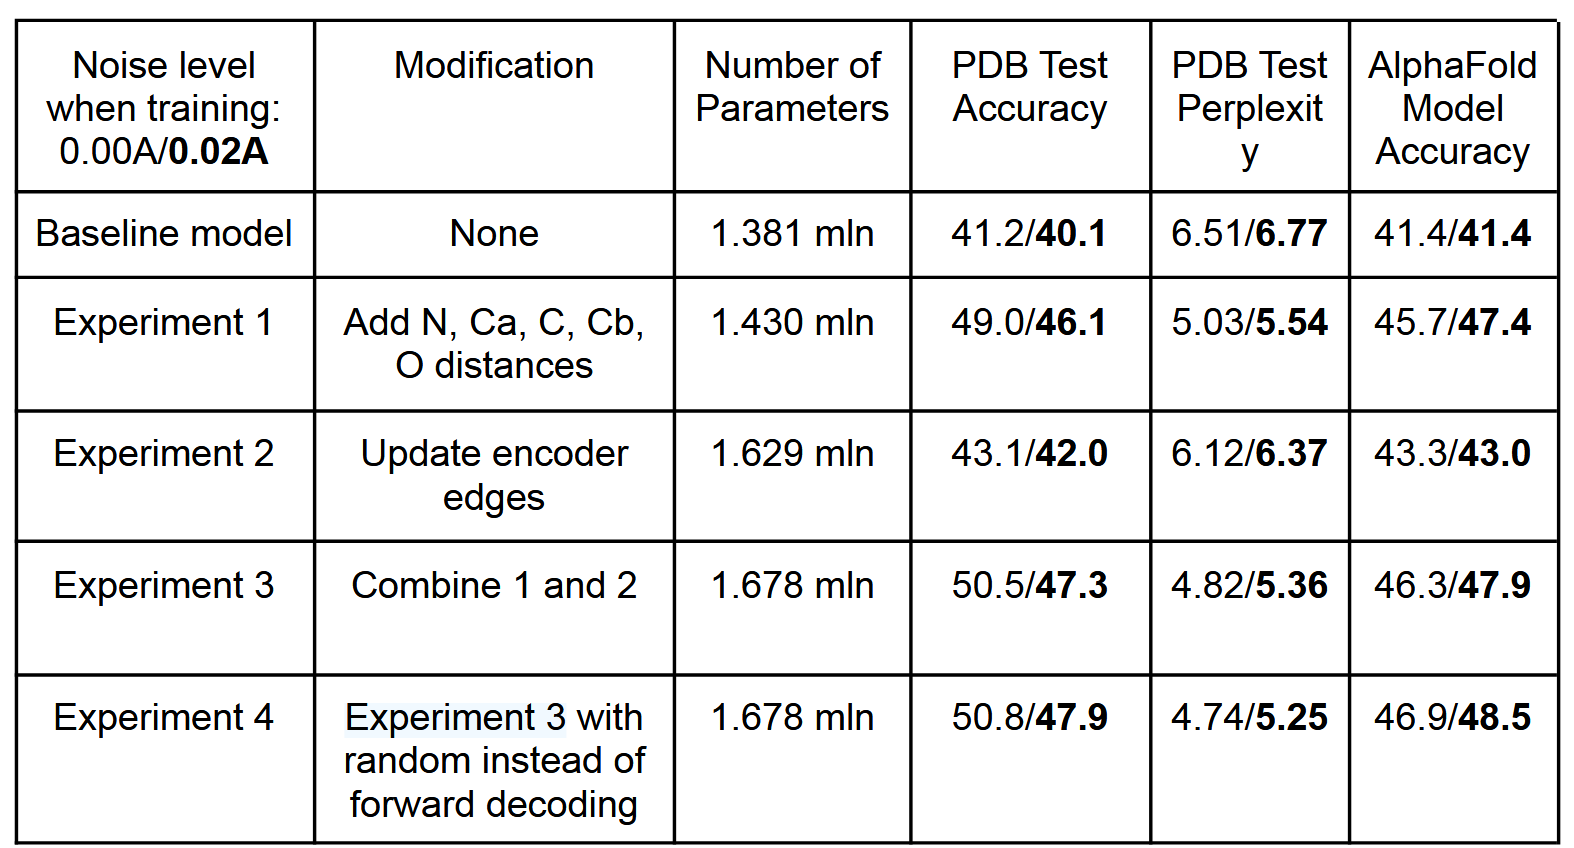 Noise level
when training:
0.00A/0.02A
Modification
Number of
Parameters
PDB Test
Accuracy
PDB Test
Perplexit
y
AlphaFold
Model
Accuracy
Baseline model
None
1.381 mln
41.2/40.1
6.51/6.77
41.4/41.4
Experiment 1
Add N, Ca, C, Cb,
O distances
1.430 mln
49.0/46.1
5.03/5.54
45.7/47.4
Experiment 2
Update encoder
edges
1.629 mln
43.1/42.0
6.12/6.37
43.3/43.0
Experiment 3
Combine 1 and 2
1.678 mln
50.5/47.3
4.82/5.36
46.3/47.9
Experiment 4
Experiment 3 with
random instead of
forward decoding
1.678 mln
50.8/47.9
4.74/5.25
46.9/48.5